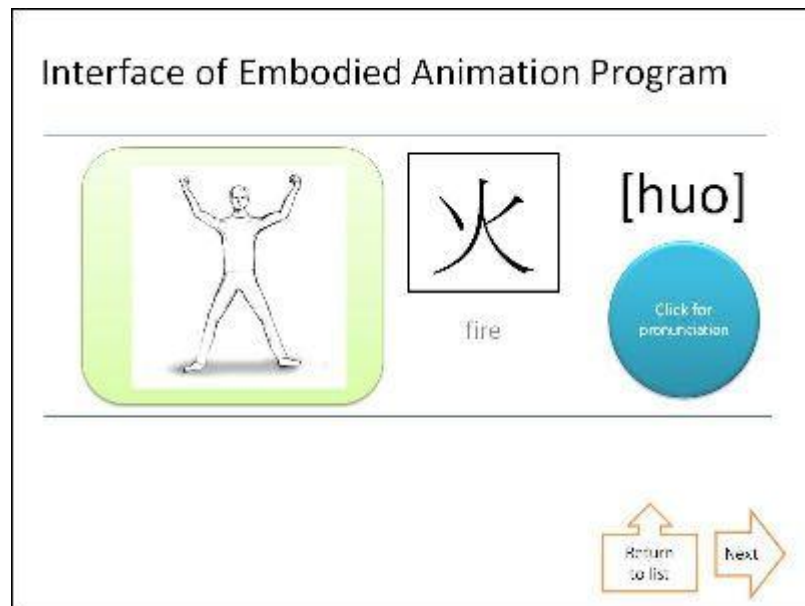 Interface of Embodied Animation Program
火
fire
[huo]
Click for
pronunciation
Return
to list
Next